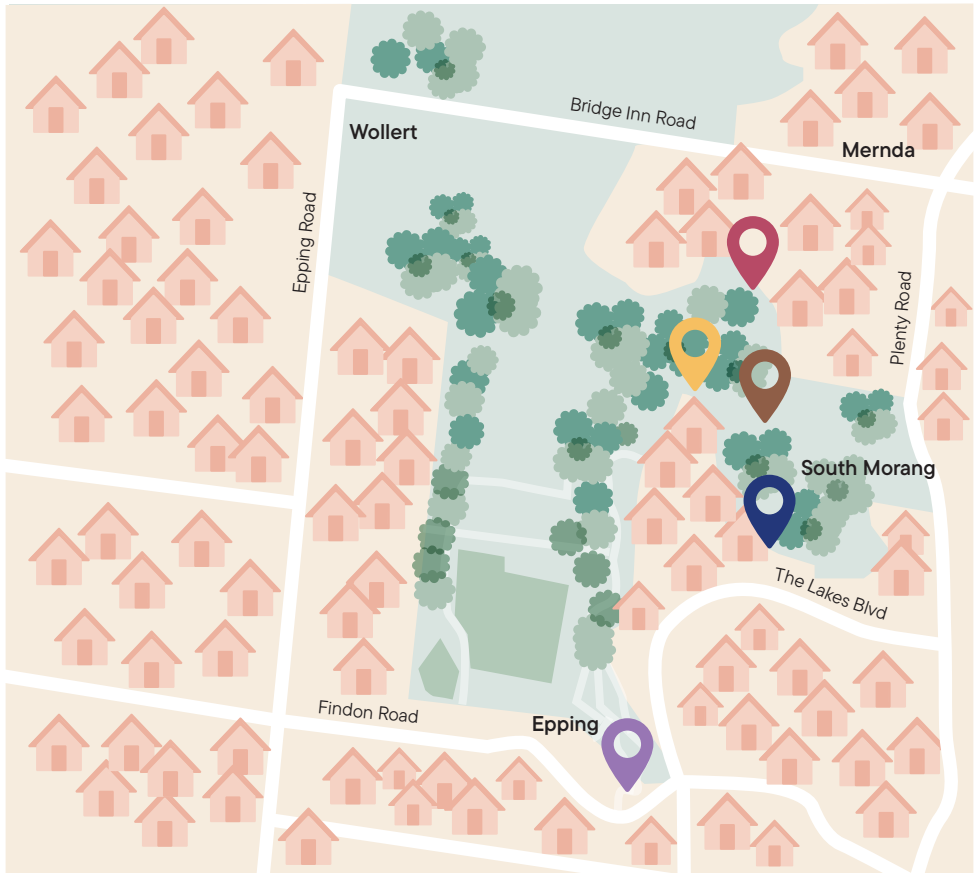 Bridge Inn Road
Wollert
Mernda
Epping Road
Plenty Road
South Morang
The Lakes Blvd
Findon Road
Epping